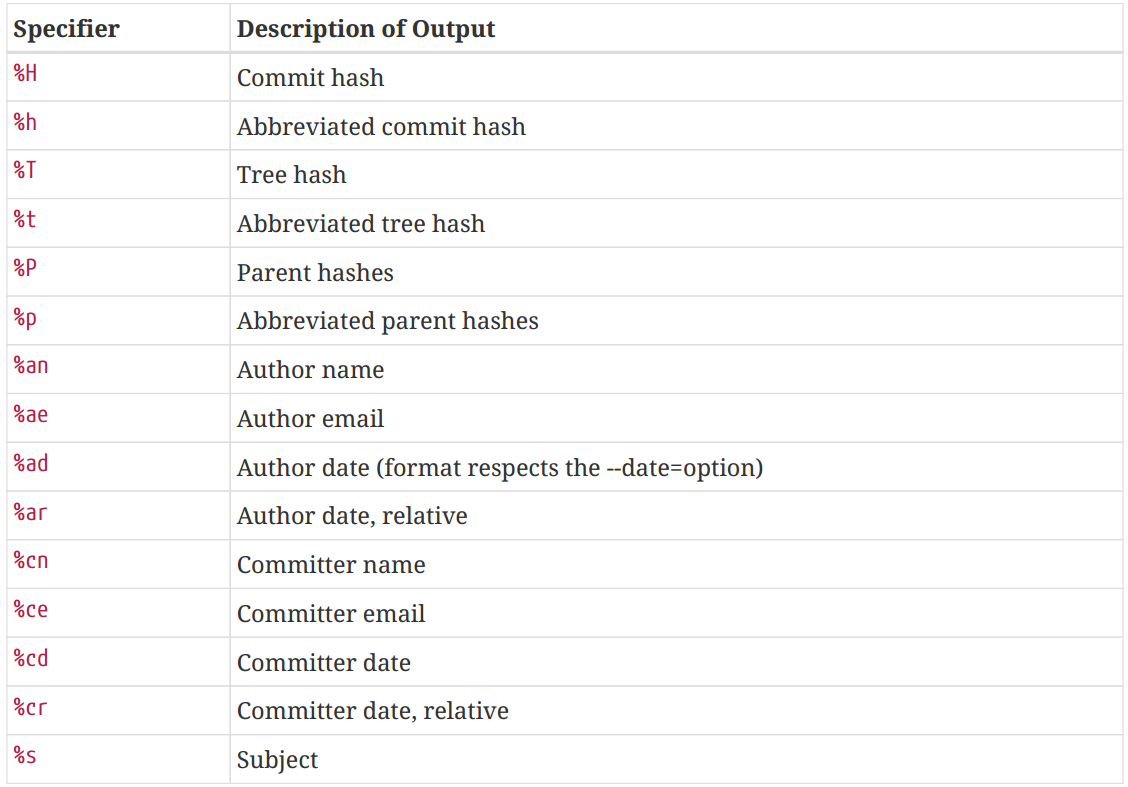 Specifier Description of Output
%H Commit hash
%h Abbreviated commit hash
%T Tree hash
%t Abbreviated tree hash
%P Parent hashes
%p Abbreviated parent hashes
%an Author name
%ae Author email
%ad Author date (format respects the --date=option)
%ar Author date, relative
%cn Committer name
%ce Committer email
%cd Committer date
%cr Committer date, relative
%s Subject